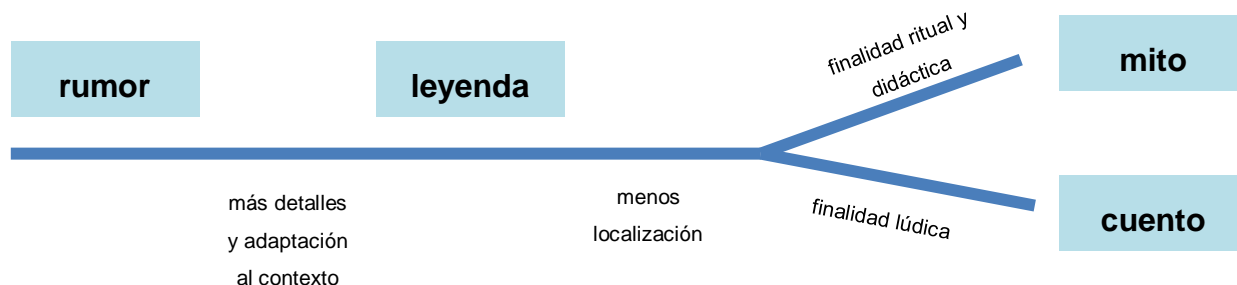 rumor
leyenda
finalidad ritual y
didáctica
mito
más detalles
y adaptación
al contexto
menos
localización
finalidad lúdica
cuento